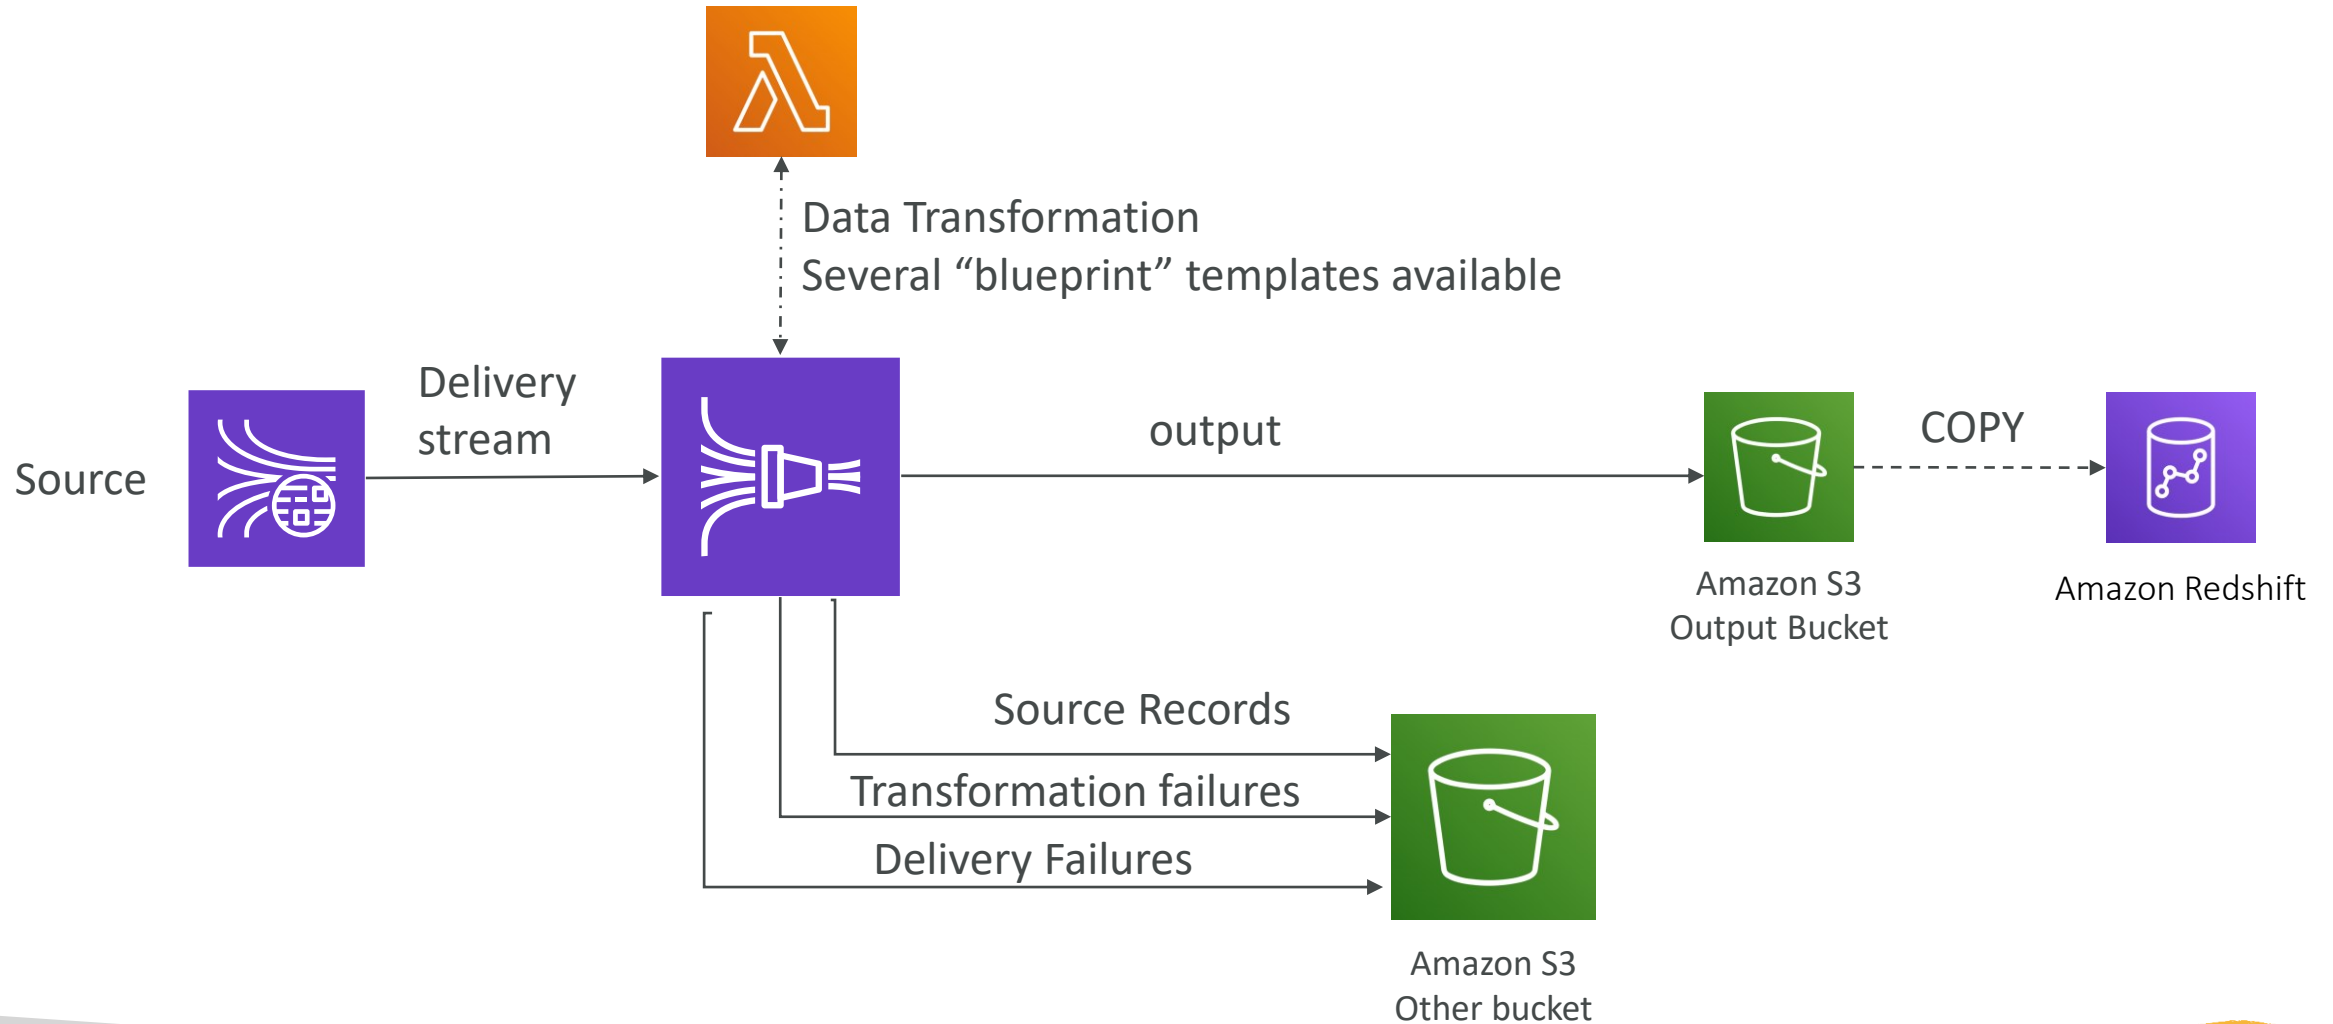 Data Transformation
Several “blueprint” templates available
Delivery
stream
Source
output
COPY
Amazon S3
Output Bucket
Amazon Redshift
Source Records
Transformation failures
Delivery Failures
Amazon S3
Other bucket